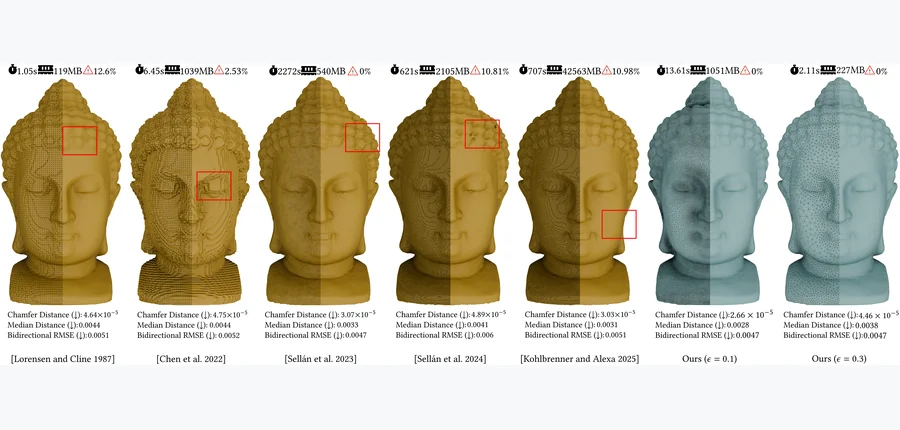 1.05s 119MB 12.6%
6.45s 1039MB 2.53%
2272s 540MB 0%
621s 2105MB 10.81%
707s 42563MB 10.98%
13.61s 1051MB 0%
2.11s 227MB 0%
Chamfer Distance (↓): 4.64×10⁻⁵
Median Distance (↓): 0.0044
Bidirectional RMSE (↓): 0.0051
[Lorensen and Cline 1987]
Chamfer Distance (↓): 4.75×10⁻⁵
Median Distance (↓): 0.0044
Bidirectional RMSE (↓): 0.0052
[Chen et al. 2022]
Chamfer Distance (↓): 3.07×10⁻⁵
Median Distance (↓): 0.0033
Bidirectional RMSE (↓): 0.0047
[Sellán et al. 2023]
Chamfer Distance (↓): 4.89×10⁻⁵
Median Distance (↓): 0.0041
Bidirectional RMSE (↓): 0.006
[Sellán et al. 2024]
Chamfer Distance (↓): 3.03×10⁻⁵
Median Distance (↓): 0.0031
Bidirectional RMSE (↓): 0.0051
[Kohlbrenner and Alexa 2025]
Chamfer Distance (↓): 2.66 × 10⁻⁵
Median Distance (↓): 0.0028
Bidirectional RMSE (↓): 0.0047
Ours (ϵ = 0.1)
Chamfer Distance (↓): 4.46 × 10⁻⁵
Median Distance (↓): 0.0038
Bidirectional RMSE (↓): 0.0047
Ours (ϵ = 0.3)